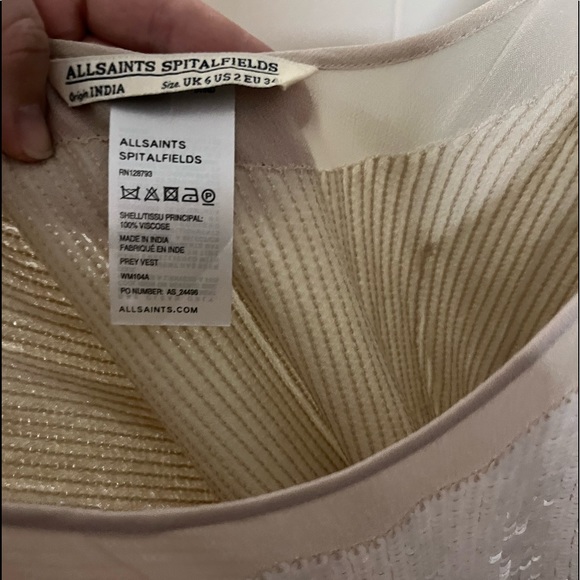 ALLSAINTS SPITALFIELDS
Origin INDIA Size. UK 6 US 2 EU 34
ALLSAINTS
SPITALFIELDS
RN128793
SHELL/TISSU PRINCIPAL:
100% VISCOSE
MADE IN INDIA
FABRIQUÉ EN INDE
PREY VEST
WM104A
PO NUMBER: AS_24496
ALLSAINTS.COM